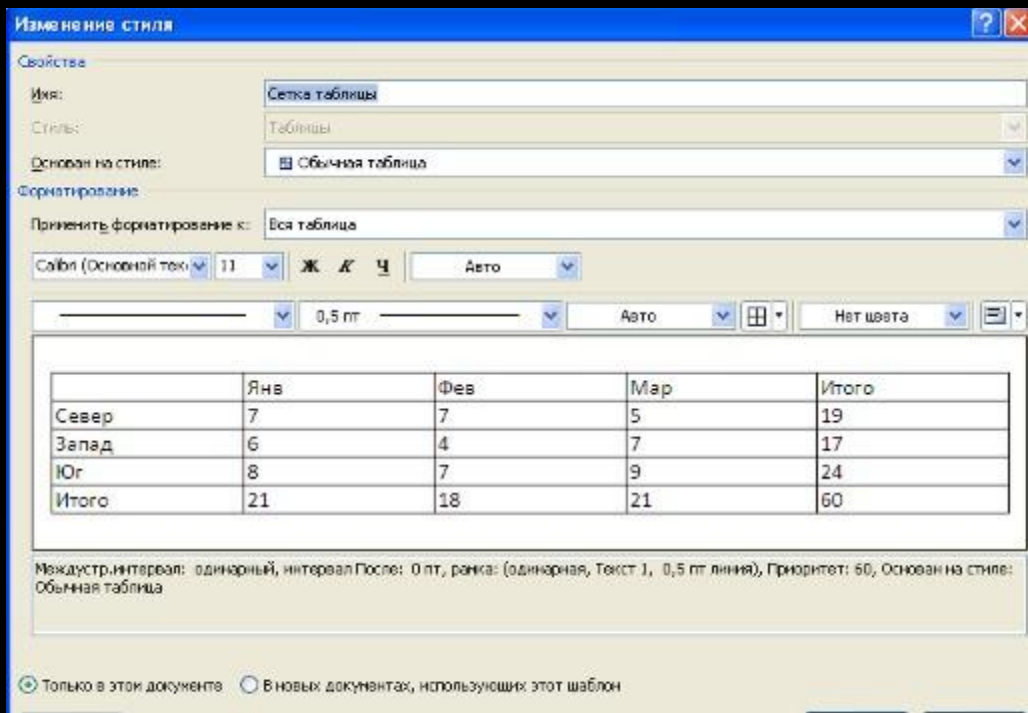 Изменение стиля
Свойства
Имя: Сетка таблицы
Стиль: Таблицы
Основан на стиле: Обычная таблица
Форматирование
Применить форматирование к: Вся таблица
Calibri (Основной тек 11 Ж К Ч Авто
0,5 пт Авто Нет цвета
Янв Фев Мар Итого
Север 7 7 5 19
Запад 6 4 7 17
Юг 8 7 9 24
Итого 21 18 21 60
Междустр.интервал: одинарный, интервал После: 0 пт, рамка: (одинарная, Текст 1, 0,5 пт линия), Приоритет: 60, Основан на стиле:
Обычная таблица
Только в этом документе В новых документах, использующих этот шаблон